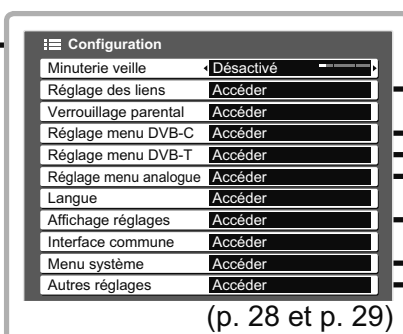 Configuration
Minuterie veille Désactivé
Réglage des liens Accéder
Verrouillage parental Accéder
Réglage menu DVB-C Accéder
Réglage menu DVB-T Accéder
Réglage menu analogue Accéder
Langue Accéder
Affichage réglages Accéder
Interface commune Accéder
Menu système Accéder
Autres réglages Accéder
(p. 28 et p. 29)